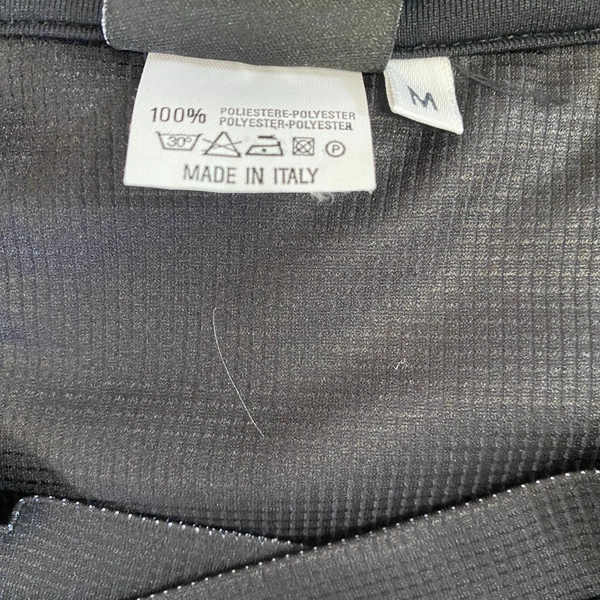 100% POLIESTERE-POLYESTER
POLYESTER-POLYESTER
30° P
MADE IN ITALY
M